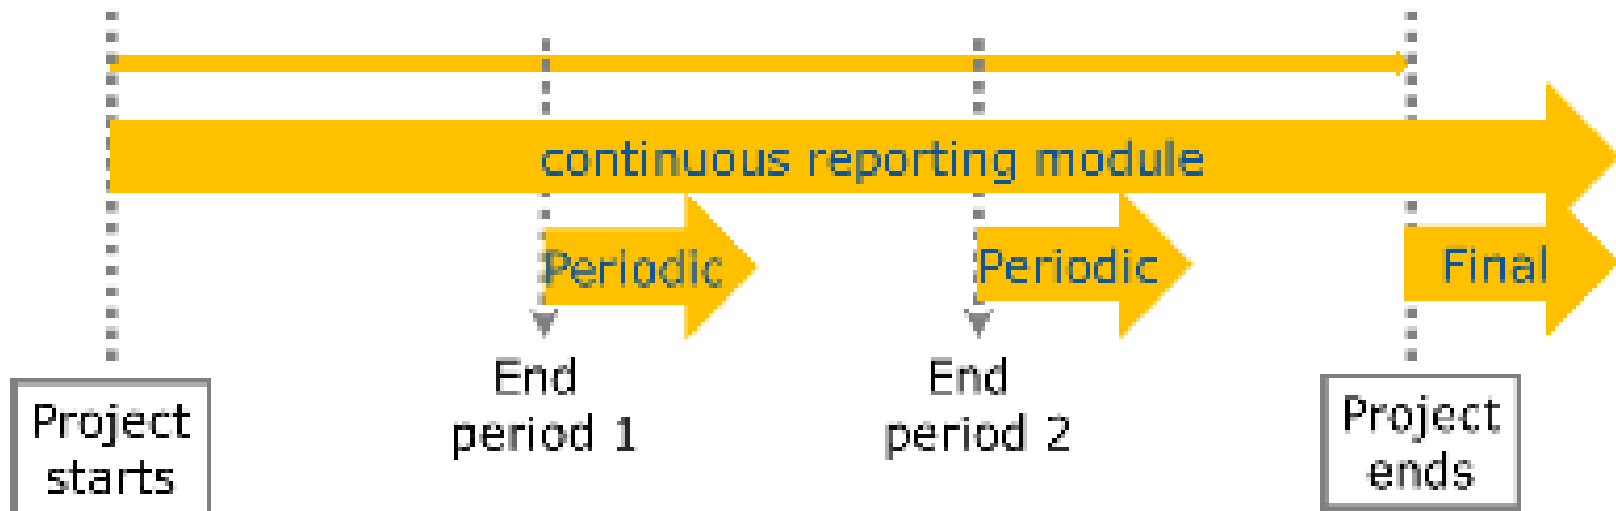 continuous reporting module
Periodic
Periodic
Final
End
period 1
End
period 2
Project
starts
Project
ends